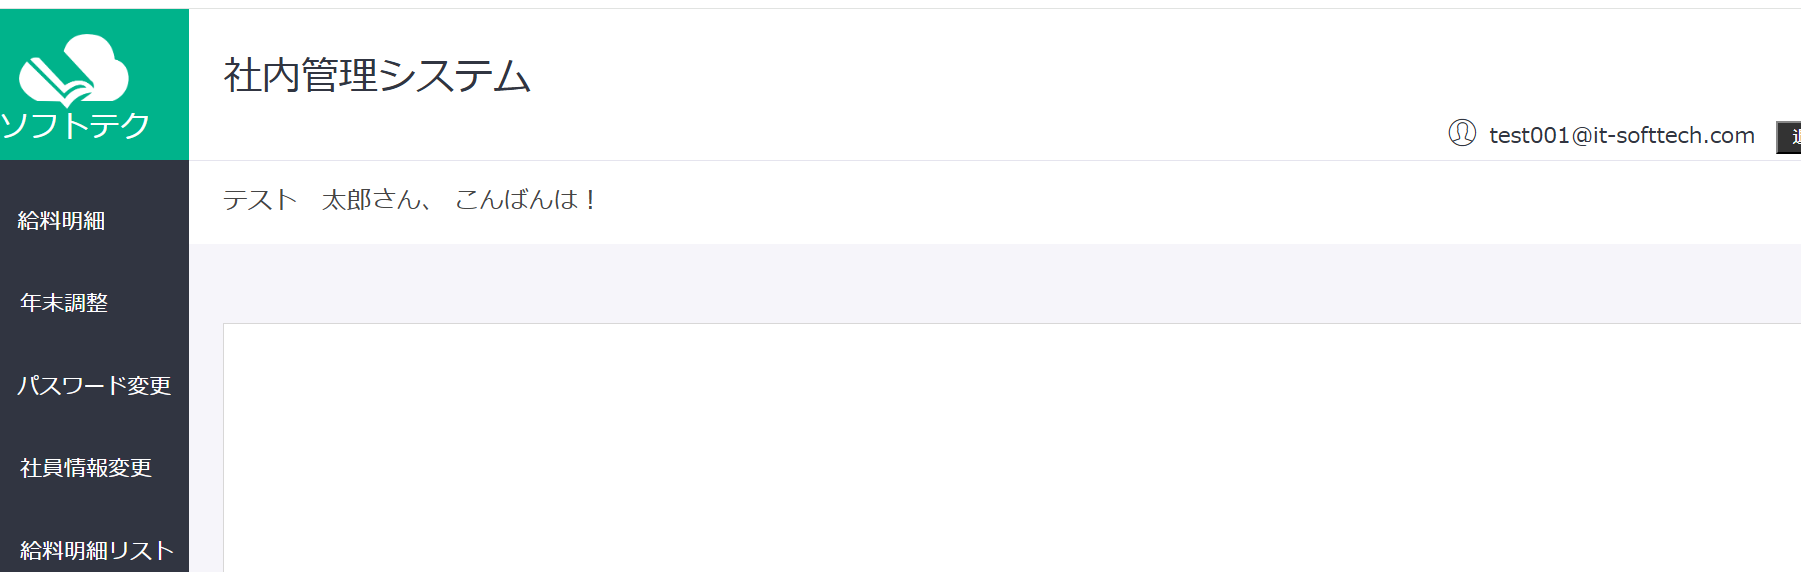 ソフトテク
社内管理システム
test001@it-softtech.com
テスト　太郎さん、 こんばんは！
給料明細
年末調整
パスワード変更
社員情報変更
給料明細リスト